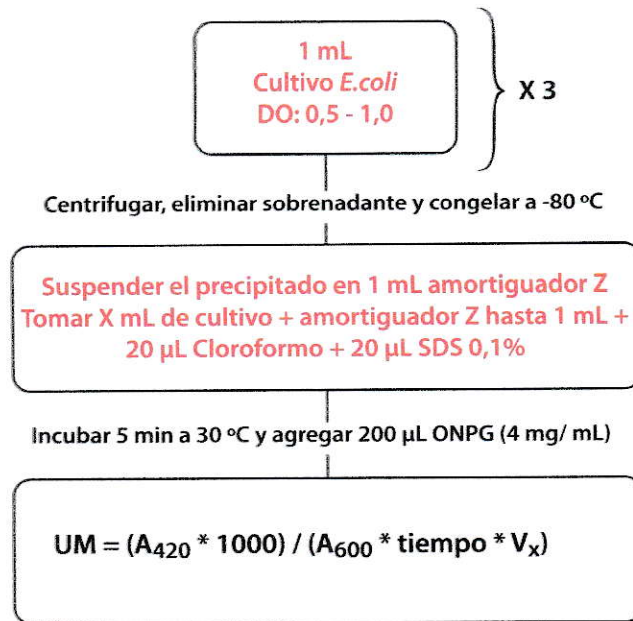 1 mL
Cultivo E.coli
DO: 0,5 - 1,0
X 3
Centrifugar, eliminar sobrenadante y congelar a -80 ºC
Suspender el precipitado en 1 mL amortiguador Z
Tomar X mL de cultivo + amortiguador Z hasta 1 mL +
20 µL Cloroformo + 20 µL SDS 0,1%
Incubar 5 min a 30 ºC y agregar 200 µL ONPG (4 mg/ mL)
UM = (A₄₂₀ * 1000) / (A₆₀₀ * tiempo * Vₓ)